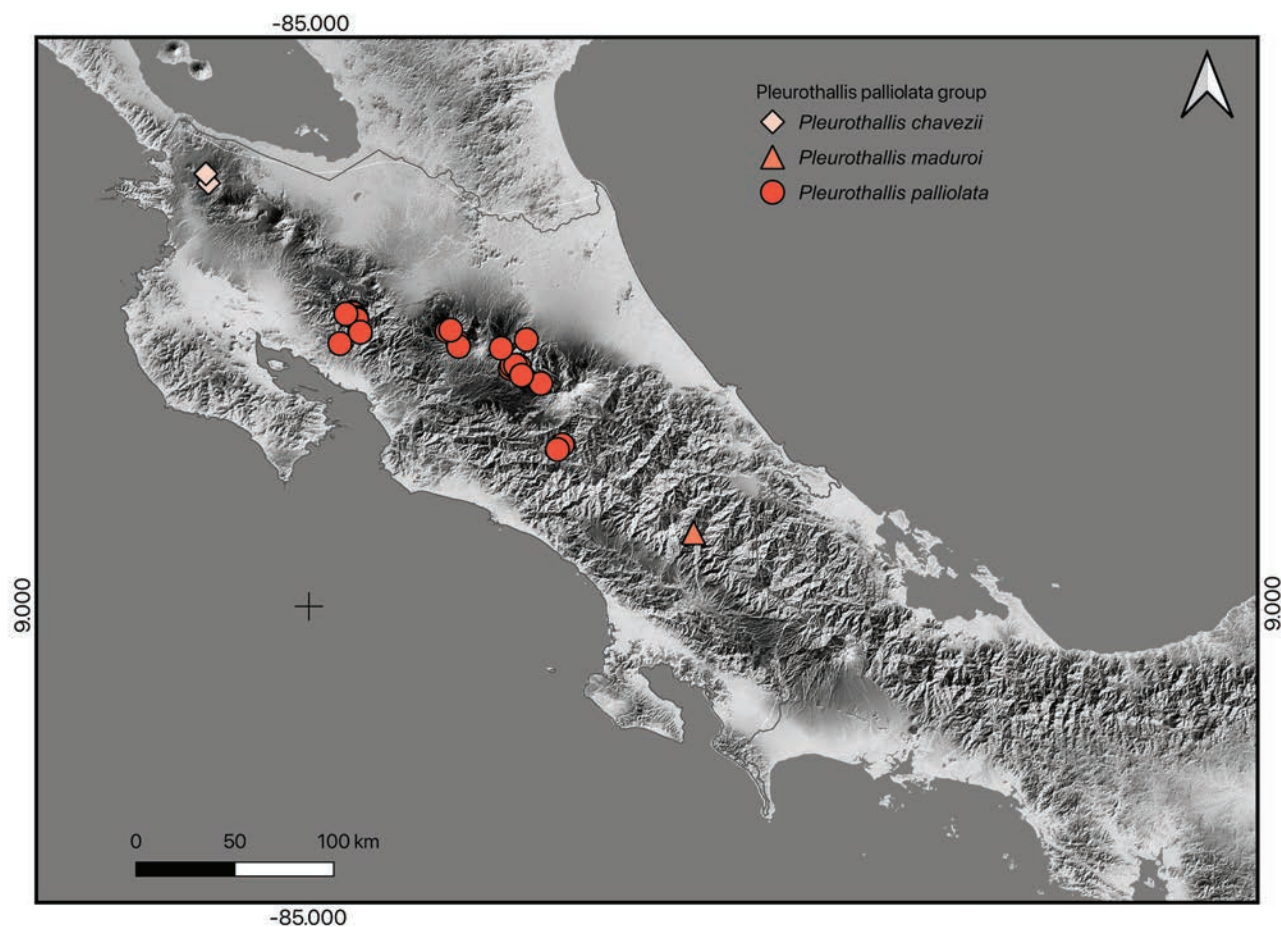 -85.000
Pleurothallis palliolata group
Pleurothallis chavezii
Pleurothallis maduroi
Pleurothallis palliolata
9.000
9.000
0 50 100 km
-85.000